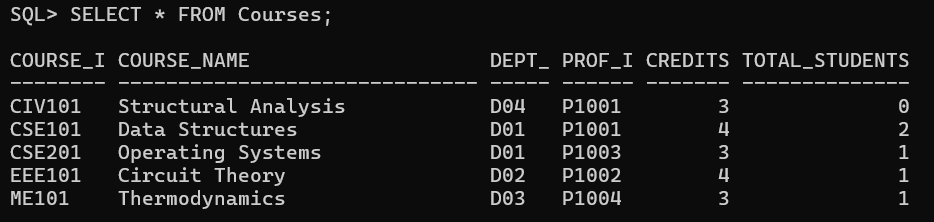 SQL> SELECT * FROM Courses;
COURSE_I COURSE_NAME                    DEPT_ PROF_I CREDITS TOTAL_STUDENTS
-------- ------------------------------ ----- ------ ------- --------------
CIV101   Structural Analysis            D04   P1001        3              0
CSE101   Data Structures                D01   P1001        4              2
CSE201   Operating Systems              D01   P1003        3              1
EEE101   Circuit Theory                 D02   P1002        4              1
ME101    Thermodynamics                 D03   P1004        3              1